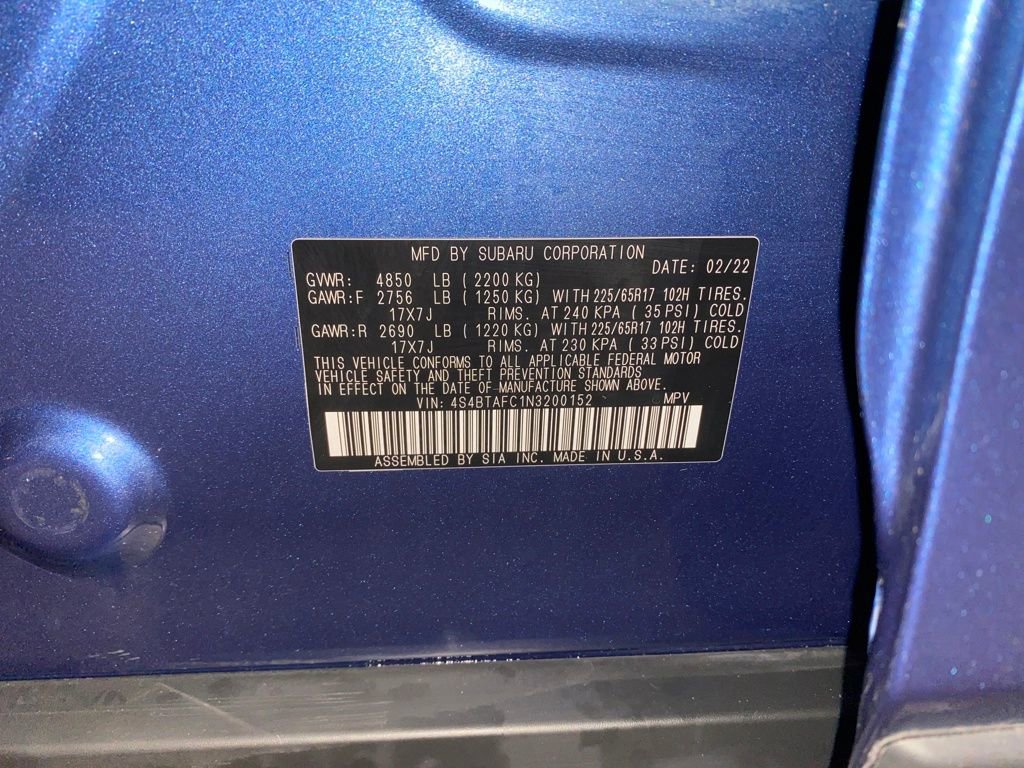 MFD BY SUBARU CORPORATION
DATE: 02/22
GVWR: 4850 LB ( 2200 KG)
GAWR:F 2756 LB ( 1250 KG) WITH 225/65R17 102H TIRES.
17X7J RIMS. AT 240 KPA ( 35 PSI) COLD
GAWR:R 2690 LB ( 1220 KG) WITH 225/65R17 102H TIRES.
17X7J RIMS. AT 230 KPA ( 33 PSI) COLD
THIS VEHICLE CONFORMS TO ALL APPLICABLE FEDERAL MOTOR
VEHICLE SAFETY AND THEFT PREVENTION STANDARDS
IN EFFECT ON THE DATE OF MANUFACTURE SHOWN ABOVE.
VIN: 4S4BTAFC1N3200152 MPV
ASSEMBLED BY SIA INC. MADE IN U.S.A.